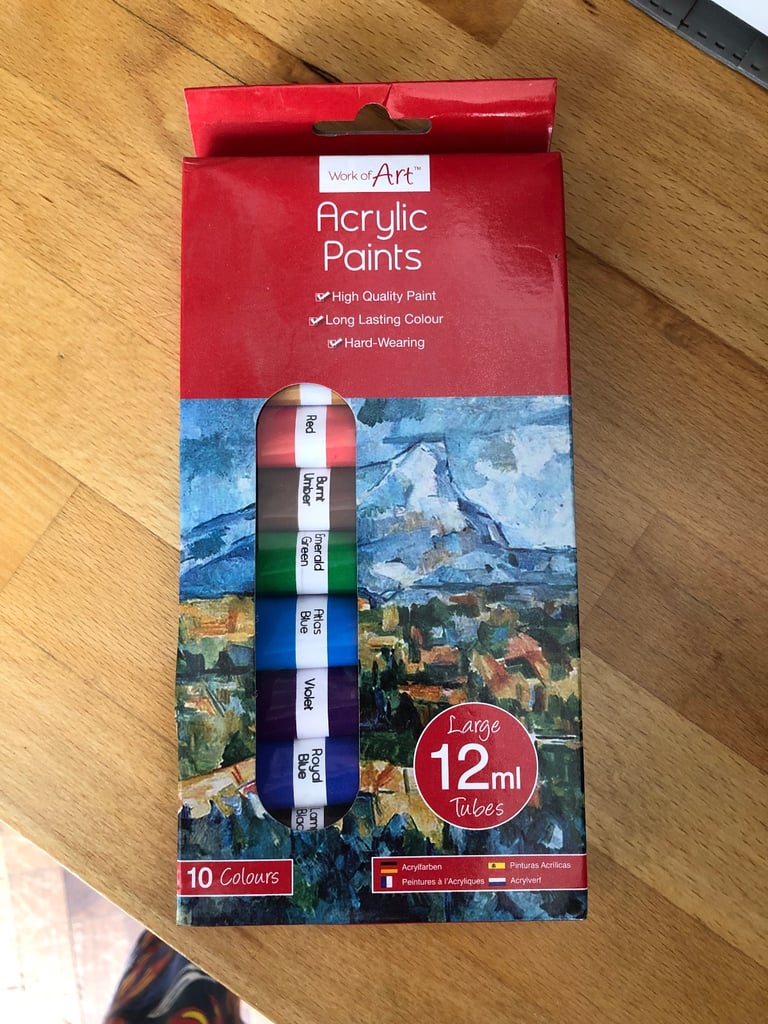 Work of Art™
Acrylic
Paints
High Quality Paint
Long Lasting Colour
Hard-Wearing
Red
Burnt
Umber
Emerald
Green
Atlas
Blue
Violet
Royal
Blue
Large
12ml
Tubes
10 Colours
Acrylfarben
Pinturas Acrílicas
Peintures à l'Acryliques
Acrylverf